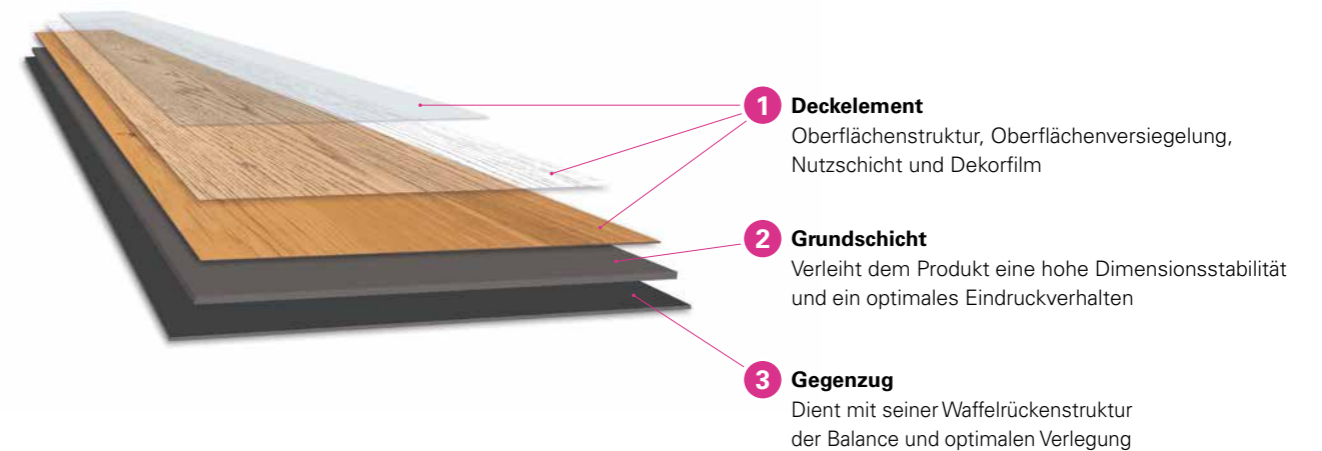 1 Deckelement
Oberflächenstruktur, Oberflächenversiegelung,
Nutzschicht und Dekorfilm
2 Grundschicht
Verleiht dem Produkt eine hohe Dimensionsstabilität
und ein optimales Eindruckverhalten
3 Gegenzug
Dient mit seiner Waffelrückenstruktur
der Balance und optimalen Verlegung